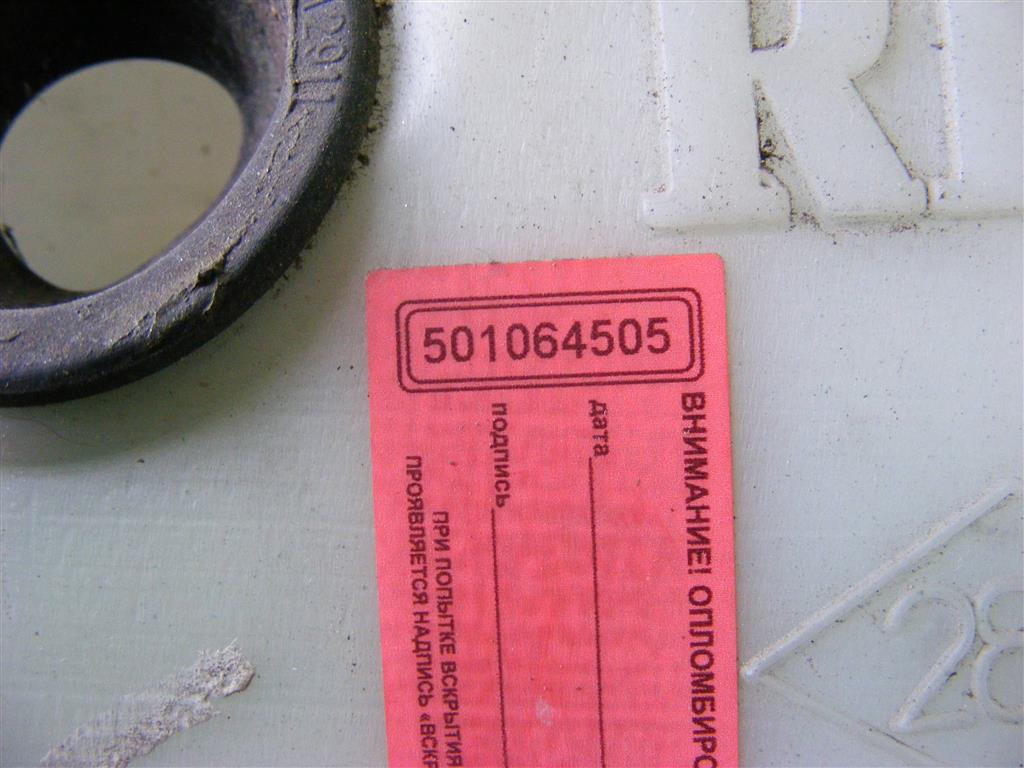 501064505
ВНИМАНИЕ! ОПЛОМБИРО
дата
подпись
ПРИ ПОПЫТКЕ ВСКРЫТИЯ
ПРОЯВЛЯЕТСЯ НАДПИСЬ «ВСКР
28